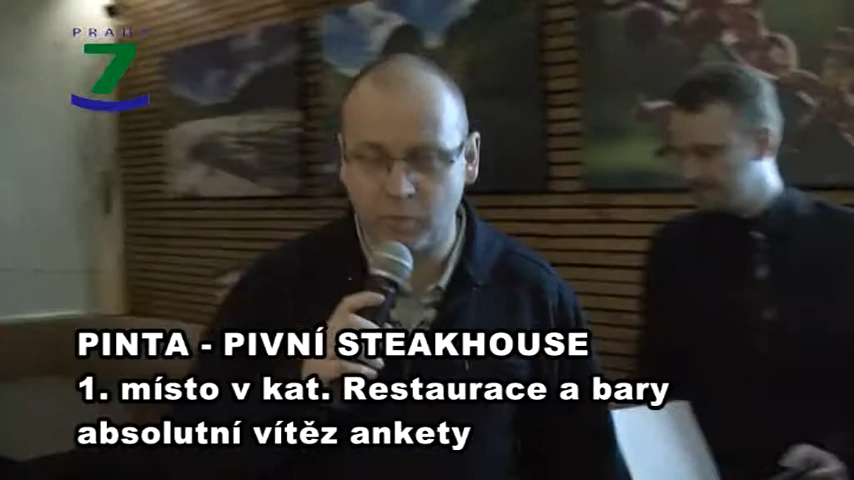 PRAHA
7
PINTA - PIVNÍ STEAKHOUSE
1. místo v kat. Restaurace a bary
absolutní vítěz ankety